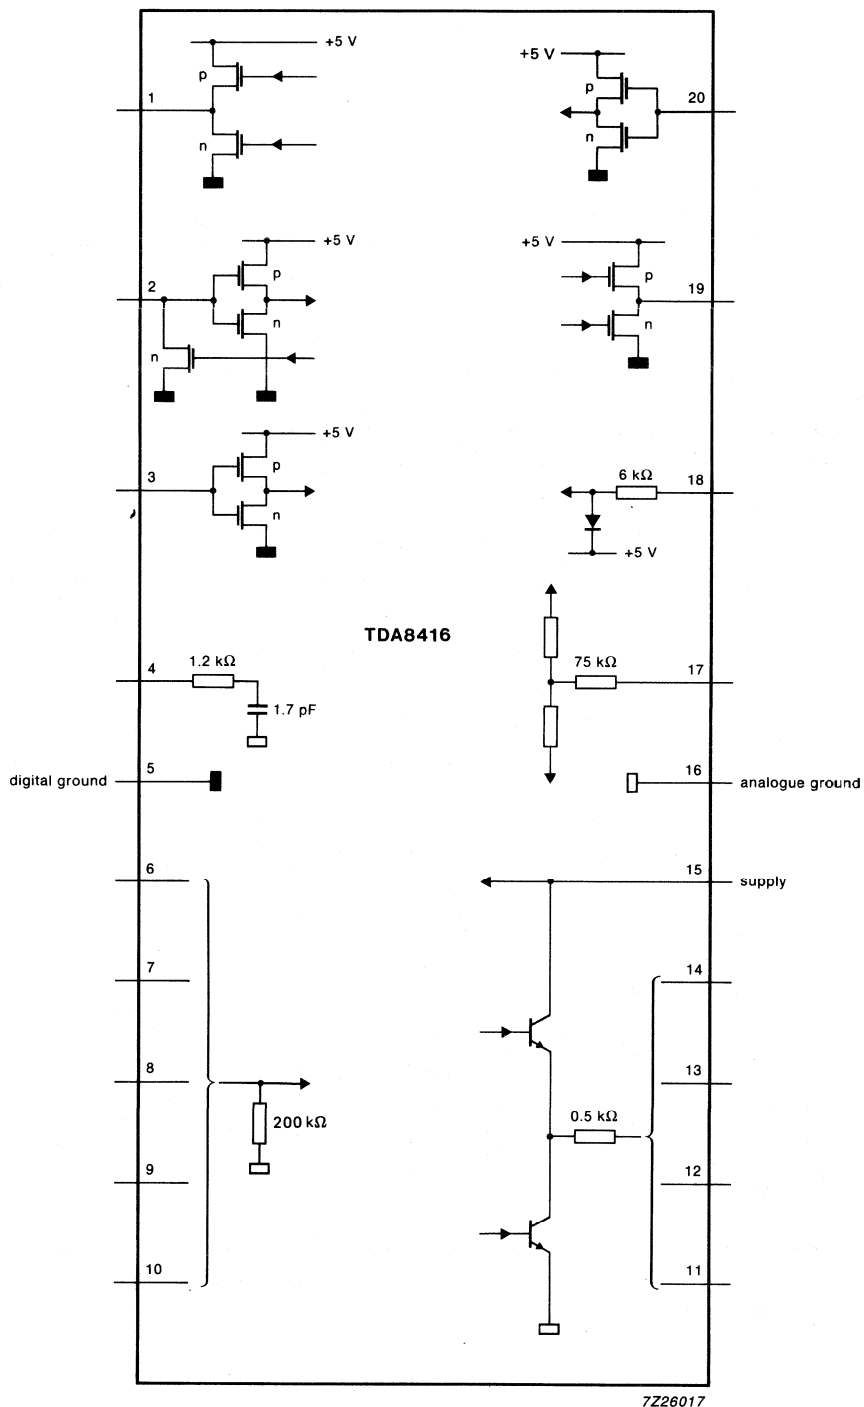 +5 V
p
1
n
+5 V
p
20
n
+5 V
p
2
n
n
+5 V
p
19
n
+5 V
p
3
n
6 kΩ
18
+5 V
TDA8416
4
1.2 kΩ
1.7 pF
75 kΩ
17
digital ground
5
16
analogue ground
6
15
supply
7
14
8
13
200 kΩ
0.5 kΩ
9
12
10
11
7Z26017